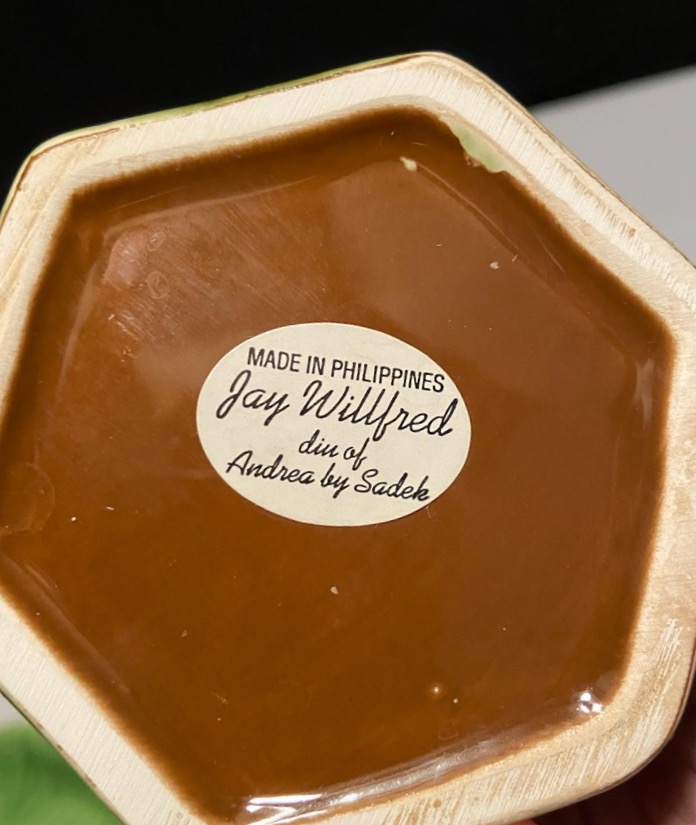 MADE IN PHILIPPINES
Jay Willfred
div of
Andrea by Sadek